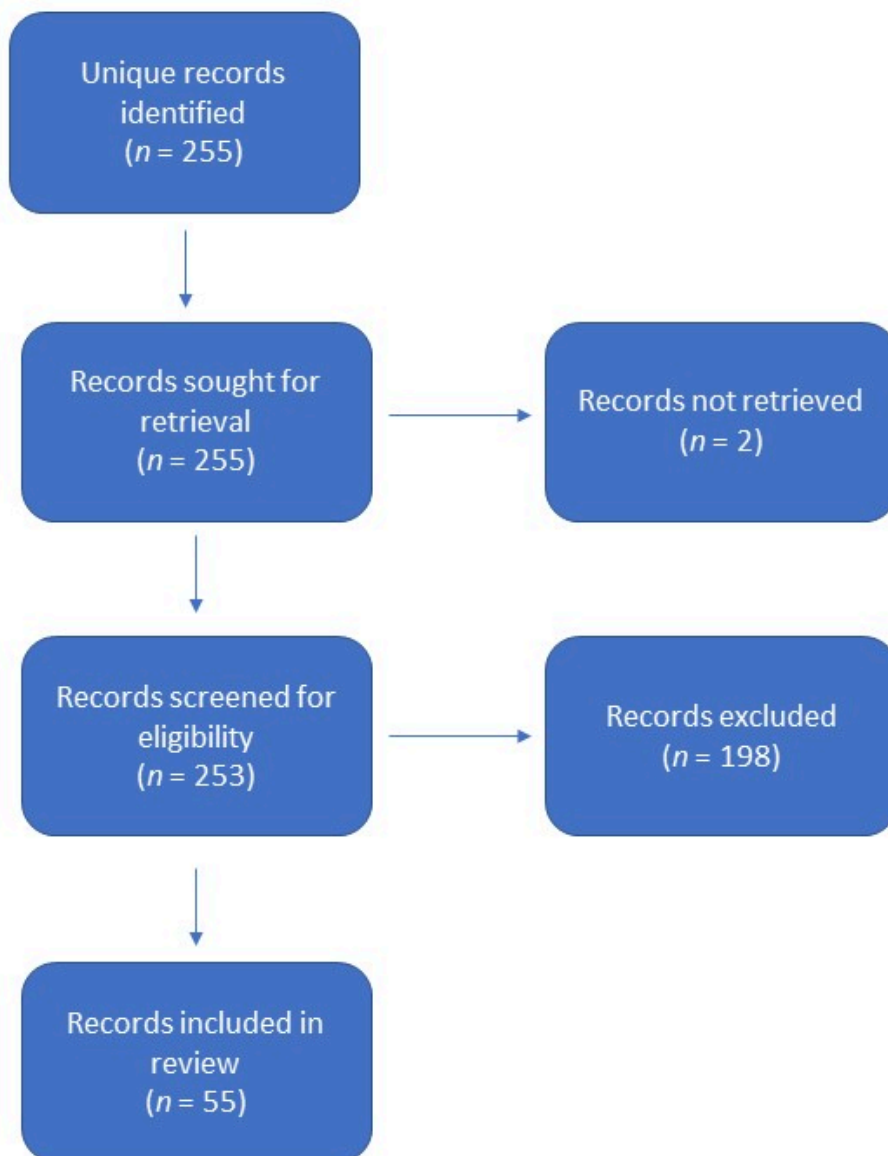 Unique records
identified
(n = 255)
Records sought for
retrieval
(n = 255)
Records not retrieved
(n = 2)
Records screened for
eligibility
(n = 253)
Records excluded
(n = 198)
Records included in
review
(n = 55)